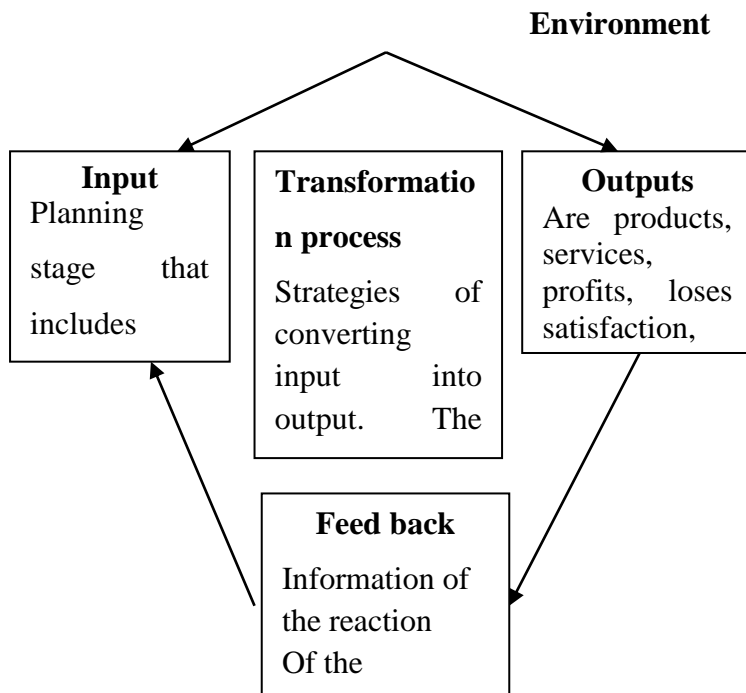 Environment
Input
Planning
stage that
includes
Transformatio
n process
Strategies of
converting
input into
output. The
Outputs
Are products,
services,
profits, loses
satisfaction,
Feed back
Information of
the reaction
Of the